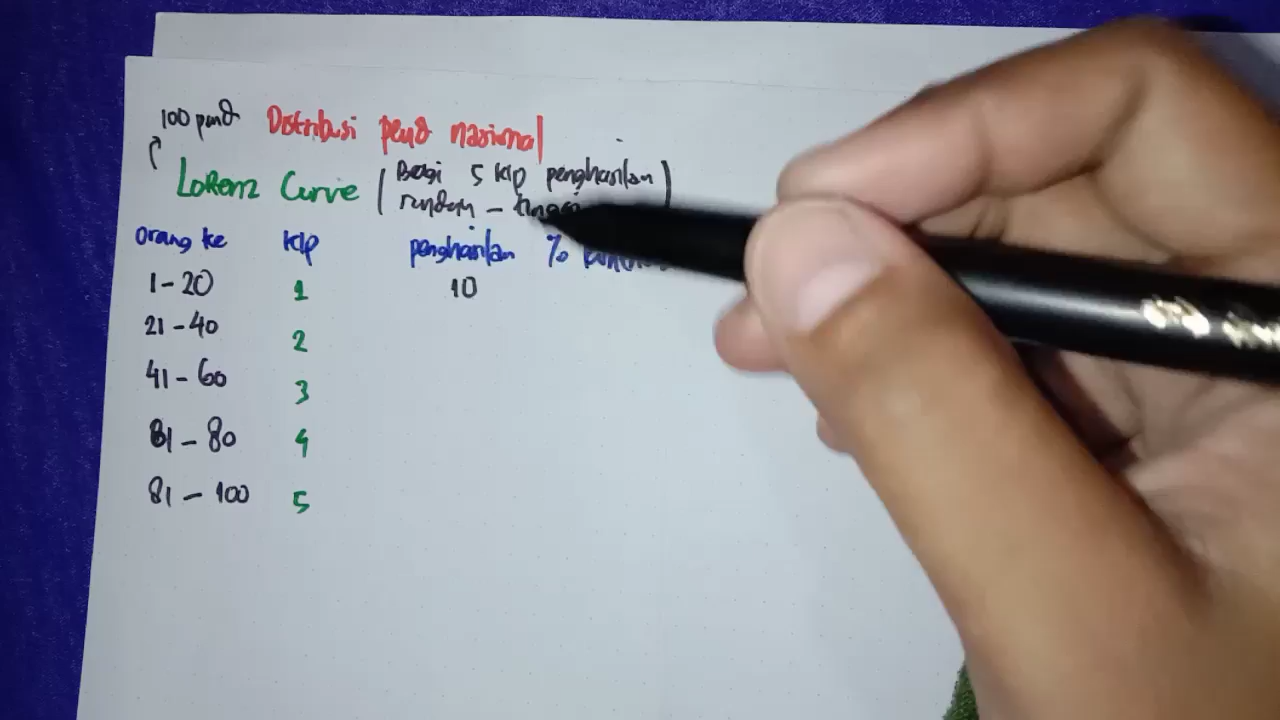 100 pend Distribusi pend nasional
Lorenz Curve (Bagi 5 klp penghasilan
rendah -
orang ke klp penghasilan %
1-20 1 10
21-40 2
41-60 3
81-80 4
81-100 5